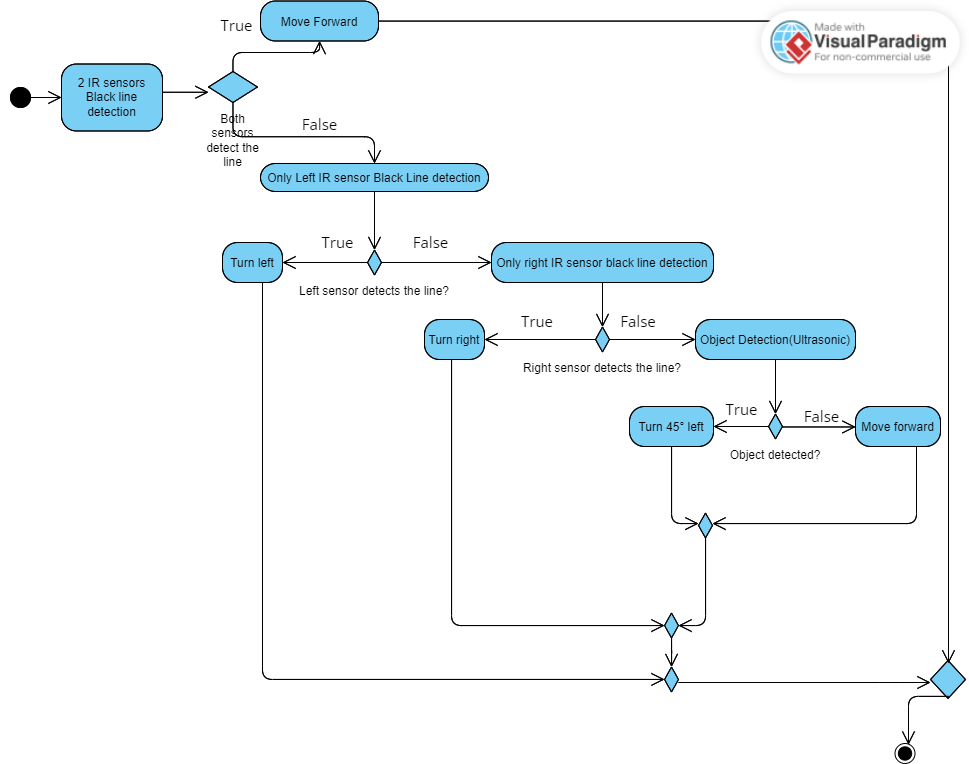 Move Forward
True
Made with
VisualParadigm
For non-commercial use
2 IR sensors
Black line
detection
Both
sensors
detect the
line
False
Only Left IR sensor Black Line detection
True
False
Turn left
Only right IR sensor black line detection
Left sensor detects the line?
True
False
Turn right
Object Detection(Ultrasonic)
Right sensor detects the line?
True
False
Turn 45° left
Move forward
Object detected?